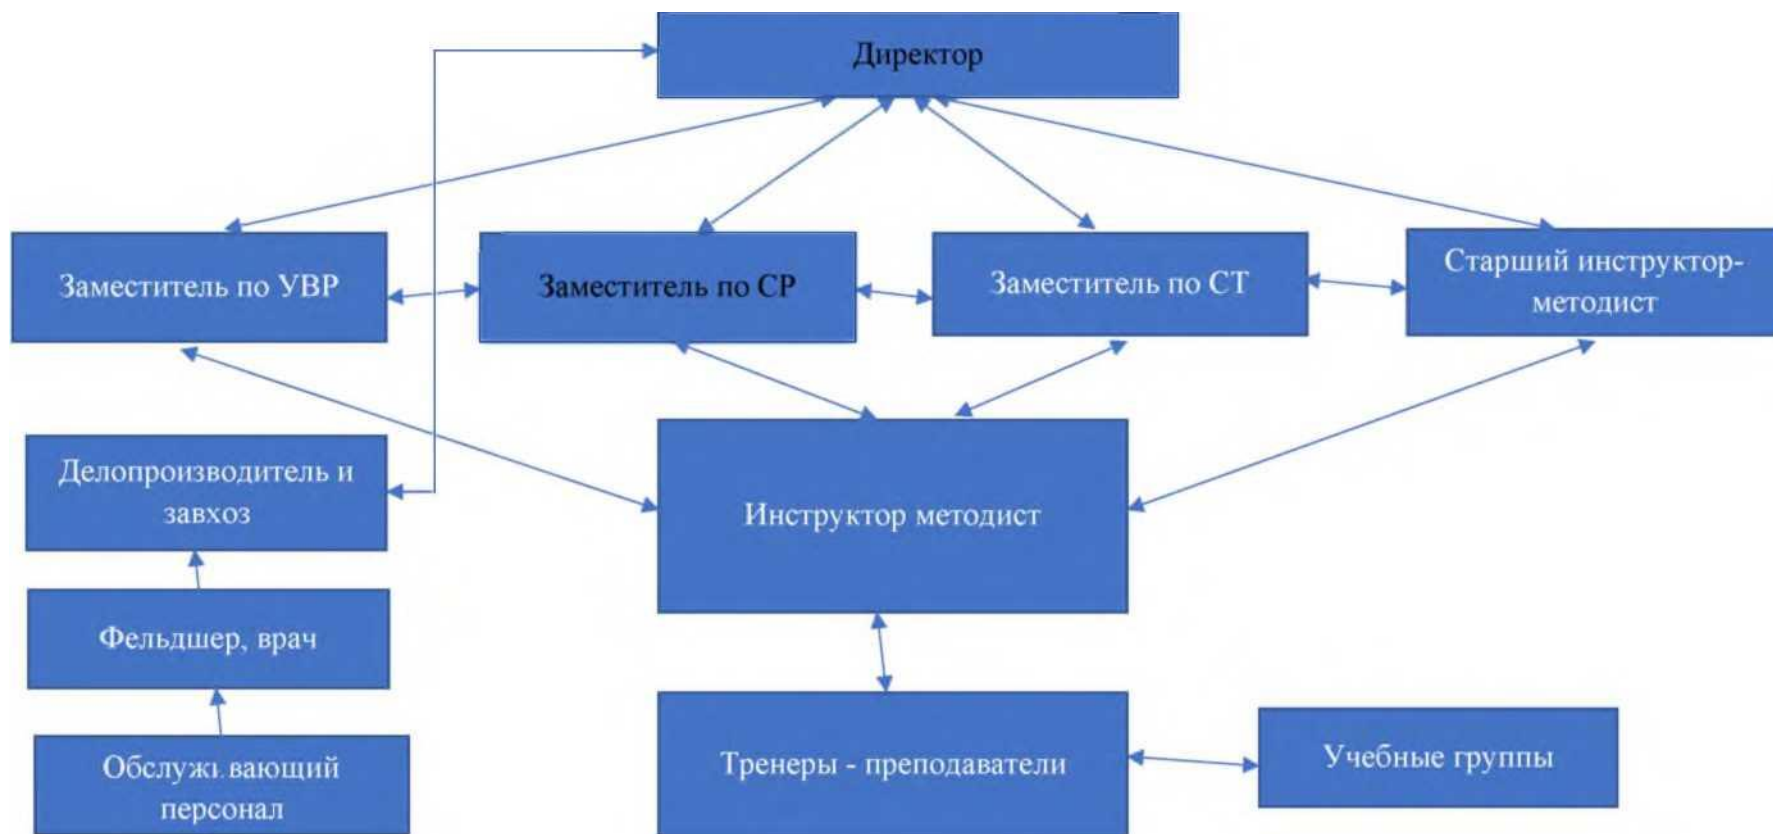 Директор
Заместитель по УВР
Заместитель по СР
Заместитель по СТ
Старший инструктор-
методист
Делопроизводитель и
завхоз
Инструктор методист
Фельдшер, врач
Обслуживающий
персонал
Тренеры - преподаватели
Учебные группы